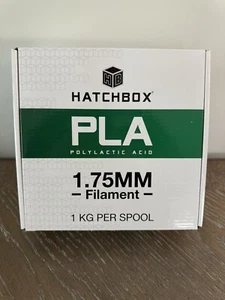 HATCHBOX®
PLA
POLYLACTIC ACID
1.75MM
Filament
1 KG PER SPOOL